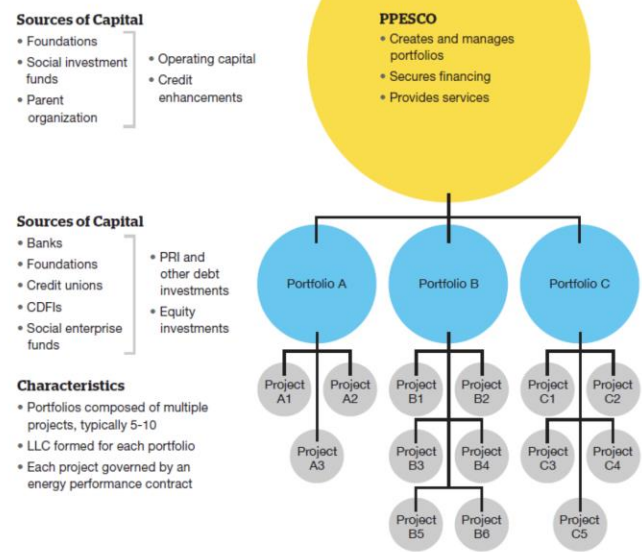 Sources of Capital
• Foundations
• Social investment
funds
• Parent
organization
• Operating capital
• Credit
enhancements
PPESCO
• Creates and manages
portfolios
• Secures financing
• Provides services
Sources of Capital
• Banks
• Foundations
• Credit unions
• CDFIs
• Social enterprise
funds
• PRI and
other debt
investments
• Equity
investments
Characteristics
• Portfolios composed of multiple
projects, typically 5-10
• LLC formed for each portfolio
• Each project governed by an
energy performance contract
Portfolio A
Portfolio B
Portfolio C
Project
A1
Project
A2
Project
A3
Project
B1
Project
B2
Project
B3
Project
B4
Project
B5
Project
B6
Project
C1
Project
C2
Project
C3
Project
C4
Project
C5